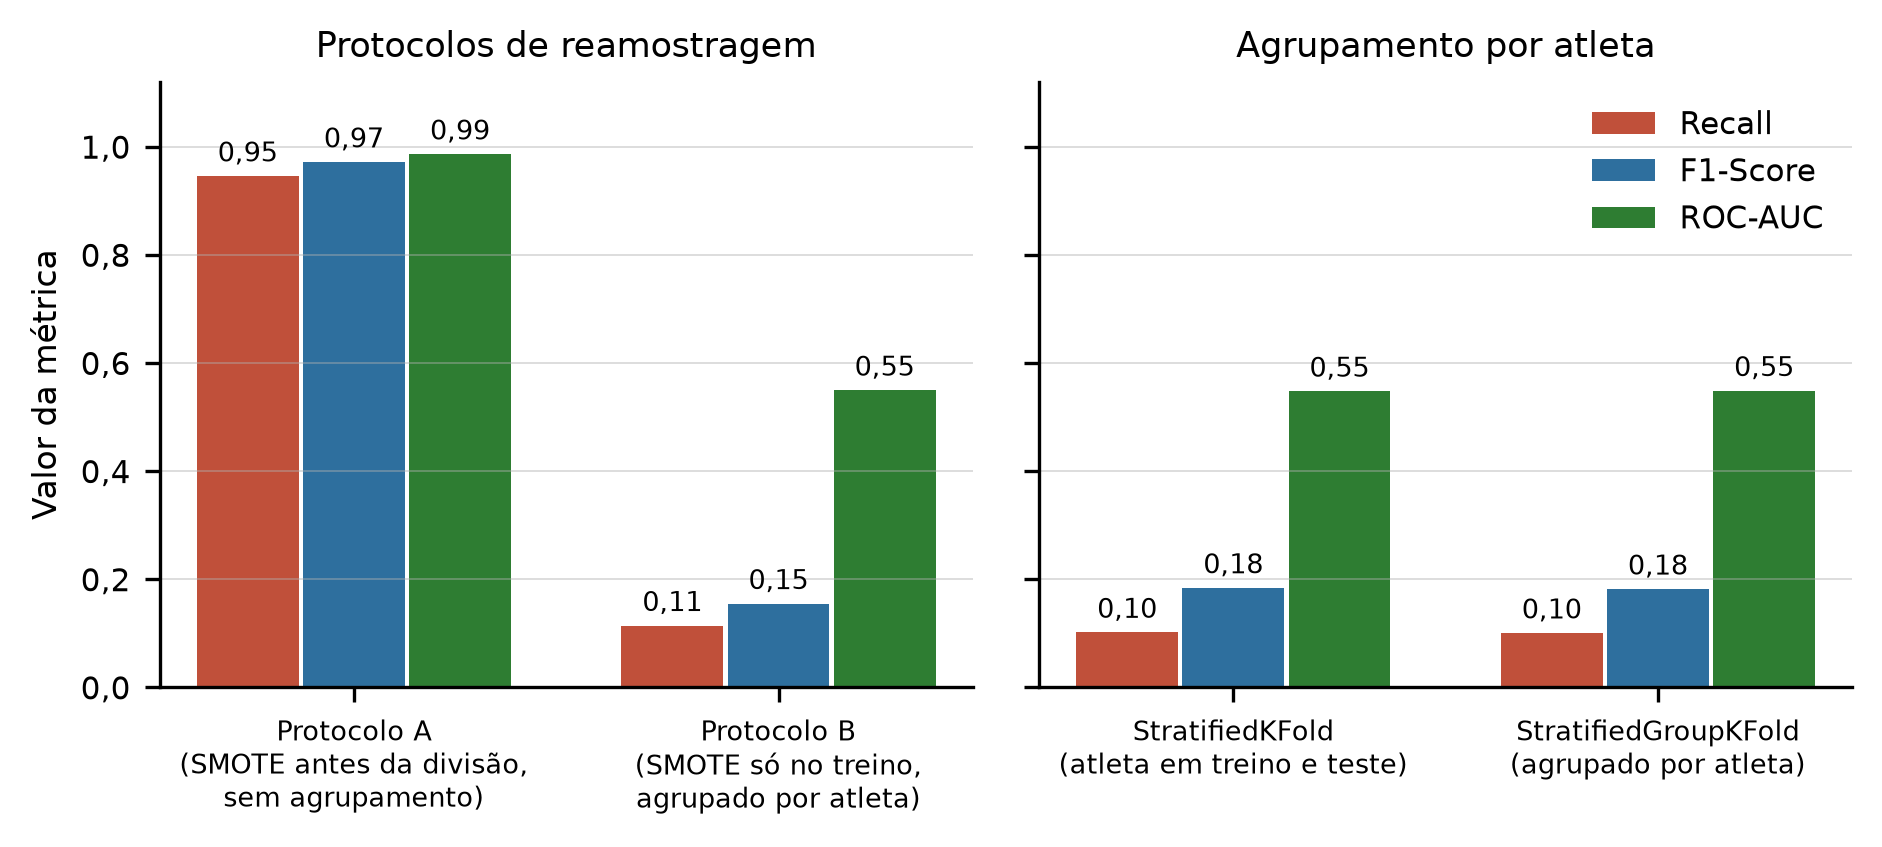 Protocolos de reamostragem
Valor da métrica
1,0
0,8
0,6
0,4
0,2
0,0
0,95
0,97
0,99
0,11
0,15
0,55
Protocolo A
(SMOTE antes da divisão,
sem agrupamento)
Protocolo B
(SMOTE só no treino,
agrupado por atleta)
Agrupamento por atleta
Recall
F1-Score
ROC-AUC
0,10
0,18
0,55
0,10
0,18
0,55
StratifiedKFold
(atleta em treino e teste)
StratifiedGroupKFold
(agrupado por atleta)